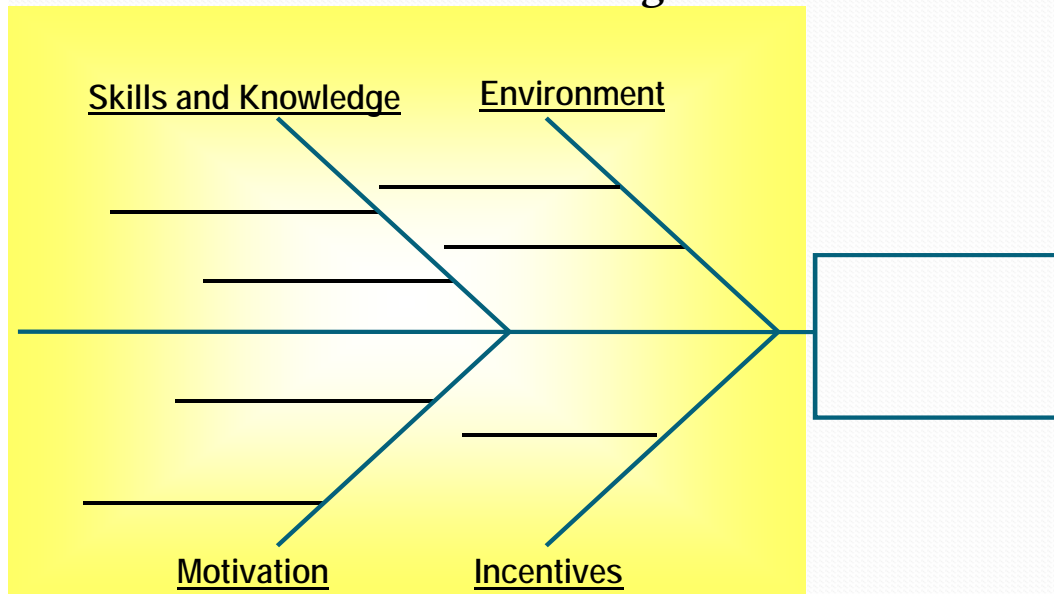 Skills and Knowledge
Environment
Motivation
Incentives